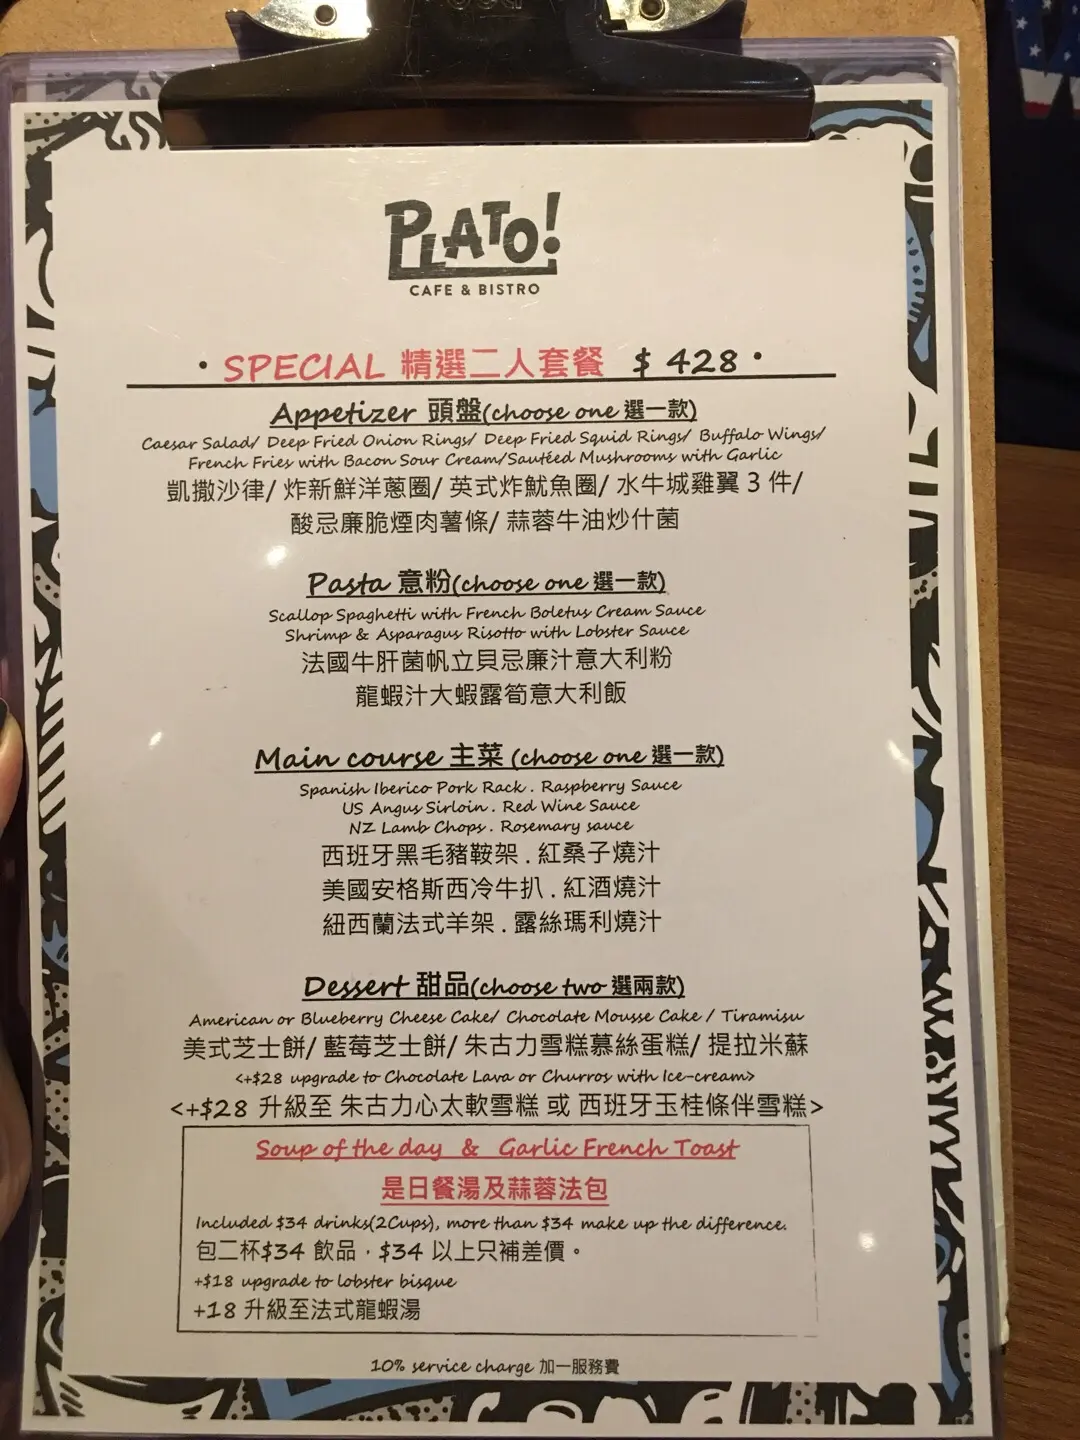 PLATO!
CAFE & BISTRO
• SPECIAL 精選二人套餐 $ 428 •
Appetizer 頭盤(choose one 選一款)
Caesar Salad/ Deep Fried Onion Rings/ Deep Fried Squid Rings/ Buffalo Wings/
French Fries with Bacon Sour Cream/Sautéed Mushrooms with Garlic
凱撒沙律/ 炸新鮮洋蔥圈/ 英式炸魷魚圈/ 水牛城雞翼 3 件/
酸忌廉脆煙肉薯條/ 蒜蓉牛油炒什菌
Pasta 意粉(choose one 選一款)
Scallop Spaghetti with French Boletus Cream Sauce
Shrimp & Asparagus Risotto with Lobster Sauce
法國牛肝菌帆立貝忌廉汁意大利粉
龍蝦汁大蝦露筍意大利飯
Main course 主菜 (choose one 選一款)
Spanish Iberico Pork Rack . Raspberry Sauce
US Angus Sirloin . Red Wine Sauce
NZ Lamb Chops . Rosemary sauce
西班牙黑毛豬鞍架 . 紅桑子燒汁
美國安格斯西冷牛扒 . 紅酒燒汁
紐西蘭法式羊架 . 露絲瑪利燒汁
Dessert 甜品(choose two 選兩款)
American or Blueberry Cheese Cake/ Chocolate Mousse Cake / Tiramisu
美式芝士餅/ 藍莓芝士餅/ 朱古力雪糕慕絲蛋糕/ 提拉米蘇
<+$28 upgrade to Chocolate Lava or Churros with Ice-cream>
<+$28 升級至 朱古力心太軟雪糕 或 西班牙玉桂條伴雪糕>
Soup of the day & Garlic French Toast
是日餐湯及蒜蓉法包
Included $34 drinks(2Cups), more than $34 make up the difference.
包二杯$34 飲品，$34 以上只補差價。
+$18 upgrade to lobster bisque
+18 升級至法式龍蝦湯
10% service charge 加一服務費